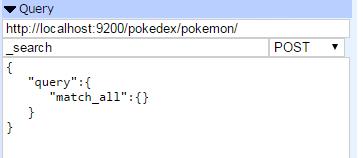 Query
http://localhost:9200/pokedex/pokemon/
_search POST
{
"query":{
"match_all":{}
}
}